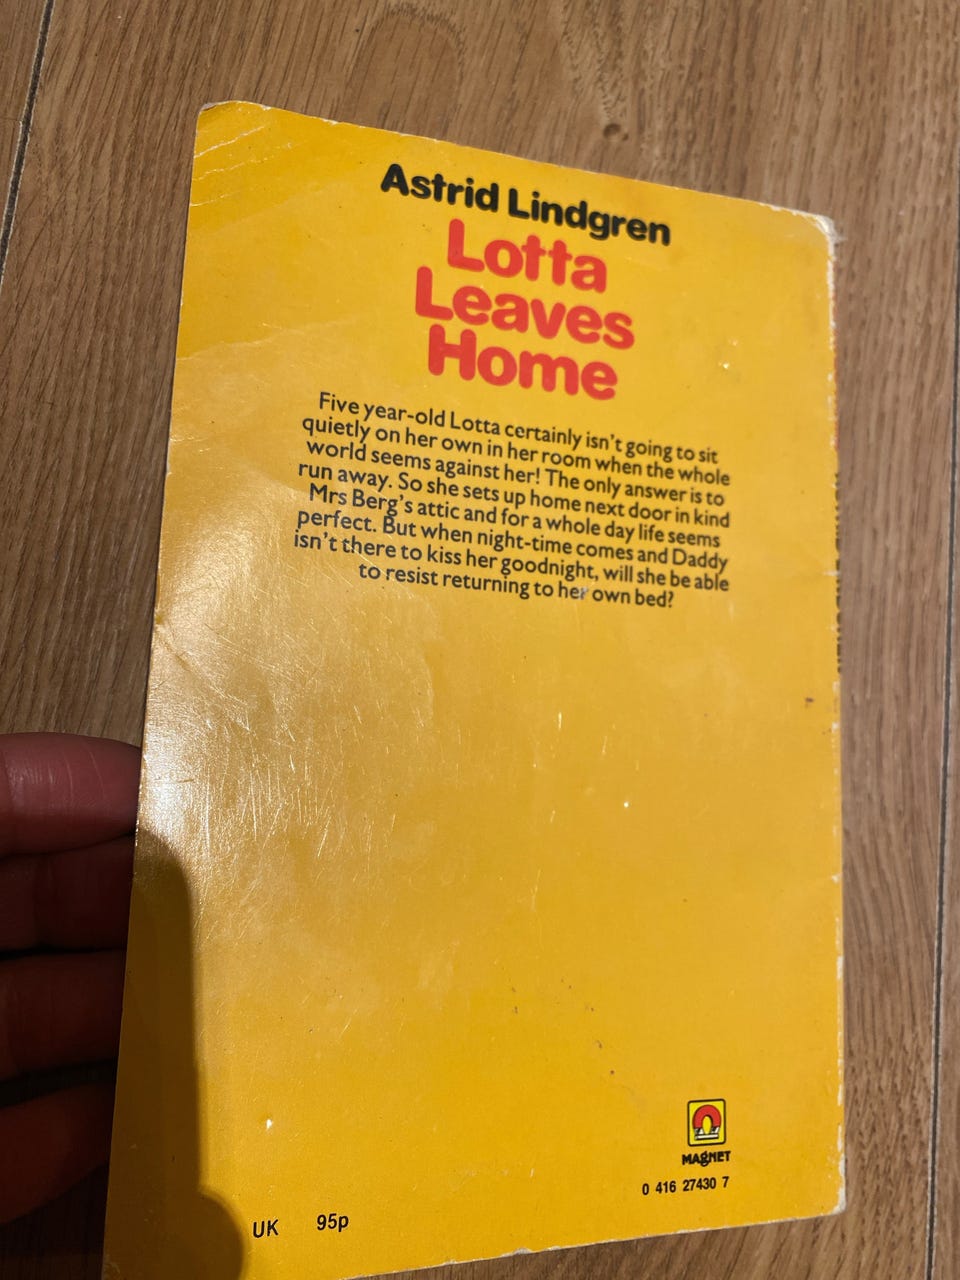 Astrid Lindgren
Lotta
Leaves
Home
Five year-old Lotta certainly isn't going to sit
quietly on her own in her room when the whole
world seems against her! The only answer is to
run away. So she sets up home next door in kind
Mrs Berg's attic and for a whole day life seems
perfect. But when night-time comes and Daddy
isn't there to kiss her goodnight, will she be able
to resist returning to her own bed?
MAGNET
0 416 27430 7
UK 95p